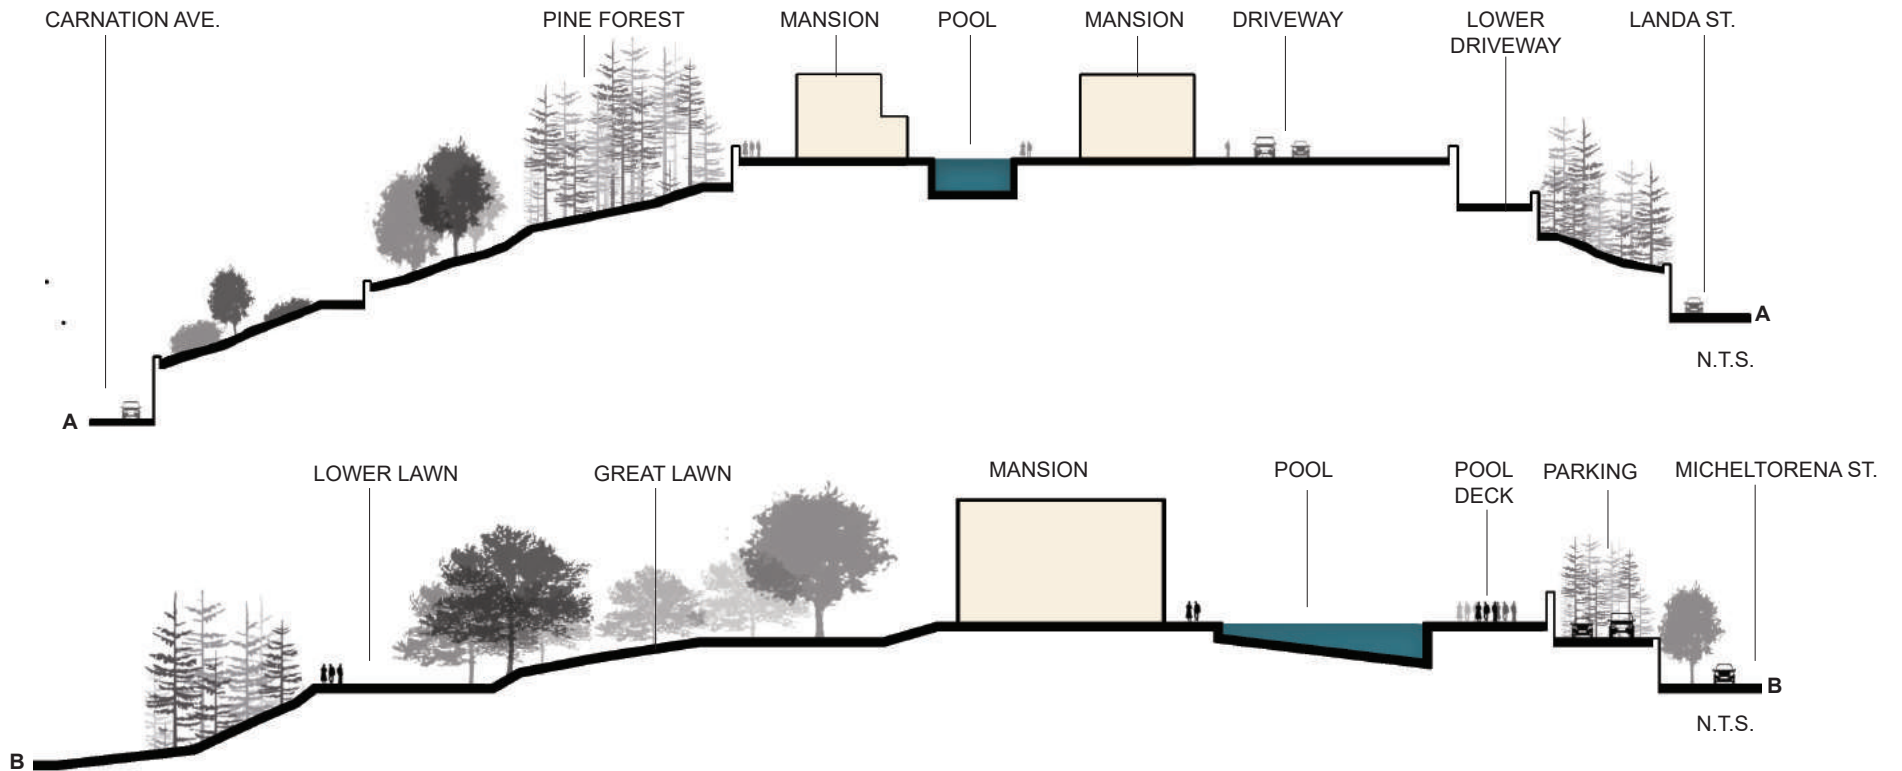 CARNATION AVE.
PINE FOREST
MANSION
POOL
MANSION
DRIVEWAY
LOWER
DRIVEWAY
LANDA ST.
A
N.T.S.
A
LOWER LAWN
GREAT LAWN
MANSION
POOL
POOL
DECK
PARKING
MICHELTORENA ST.
B
N.T.S.
B